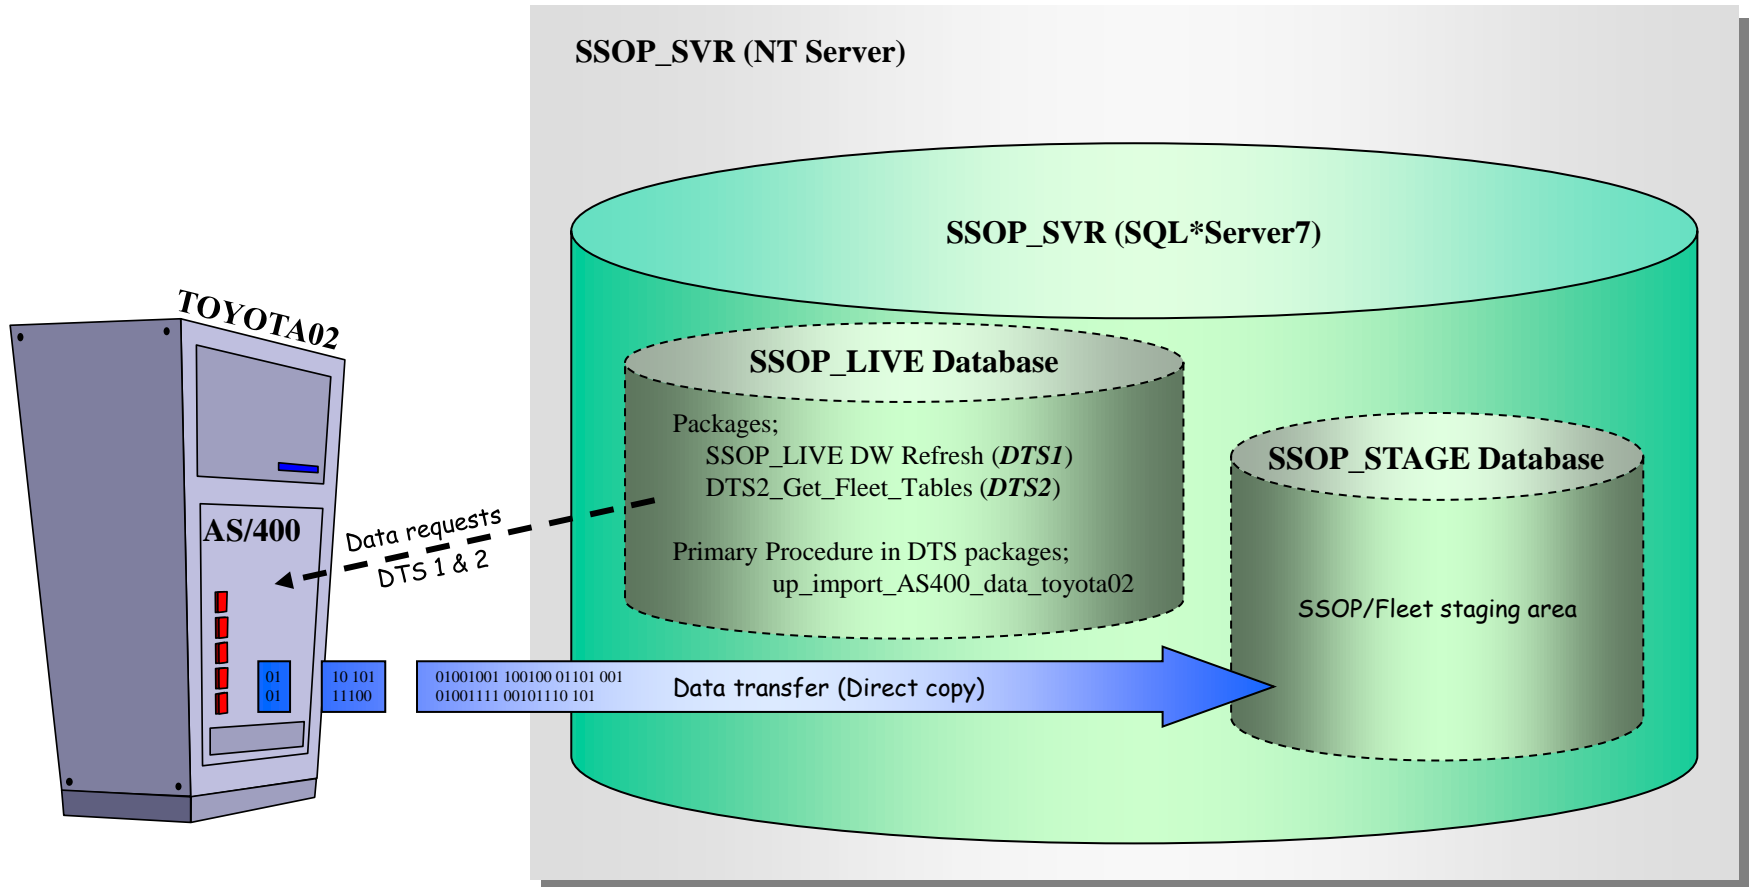 SSOP_SVR (NT Server)
SSOP_SVR (SQL*Server7)
TOYOTA02
AS/400
SSOP_LIVE Database
Packages;
SSOP_LIVE DW Refresh (DTS1)
DTS2_Get_Fleet_Tables (DTS2)
Primary Procedure in DTS packages;
up_import_AS400_data_toyota02
SSOP_STAGE Database
SSOP/Fleet staging area
Data requests
DTS 1 & 2
01
01
10 101
11100
01001001 100100 01101 001
01001111 00101110 101
Data transfer (Direct copy)